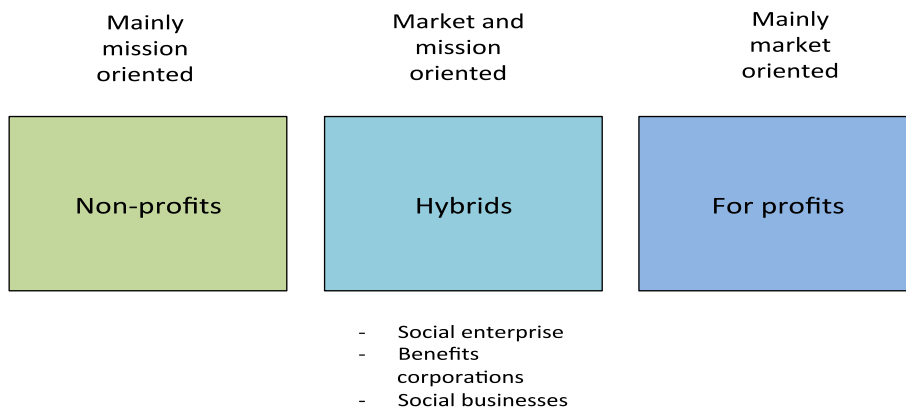 Mainly
mission
oriented
Market and
mission
oriented
Mainly
market
oriented
Non-profits
Hybrids
For profits
- Social enterprise
- Benefits
corporations
- Social businesses